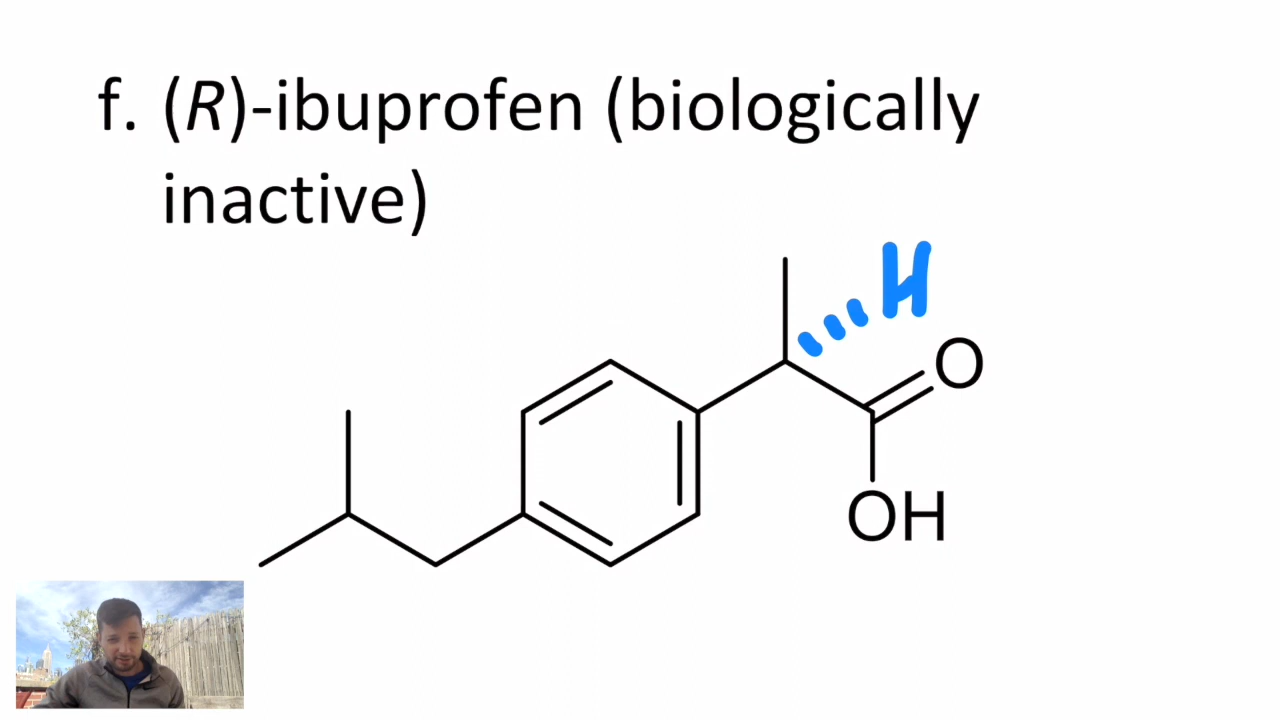 f. (R)-ibuprofen (biologically
inactive)
H
O
OH